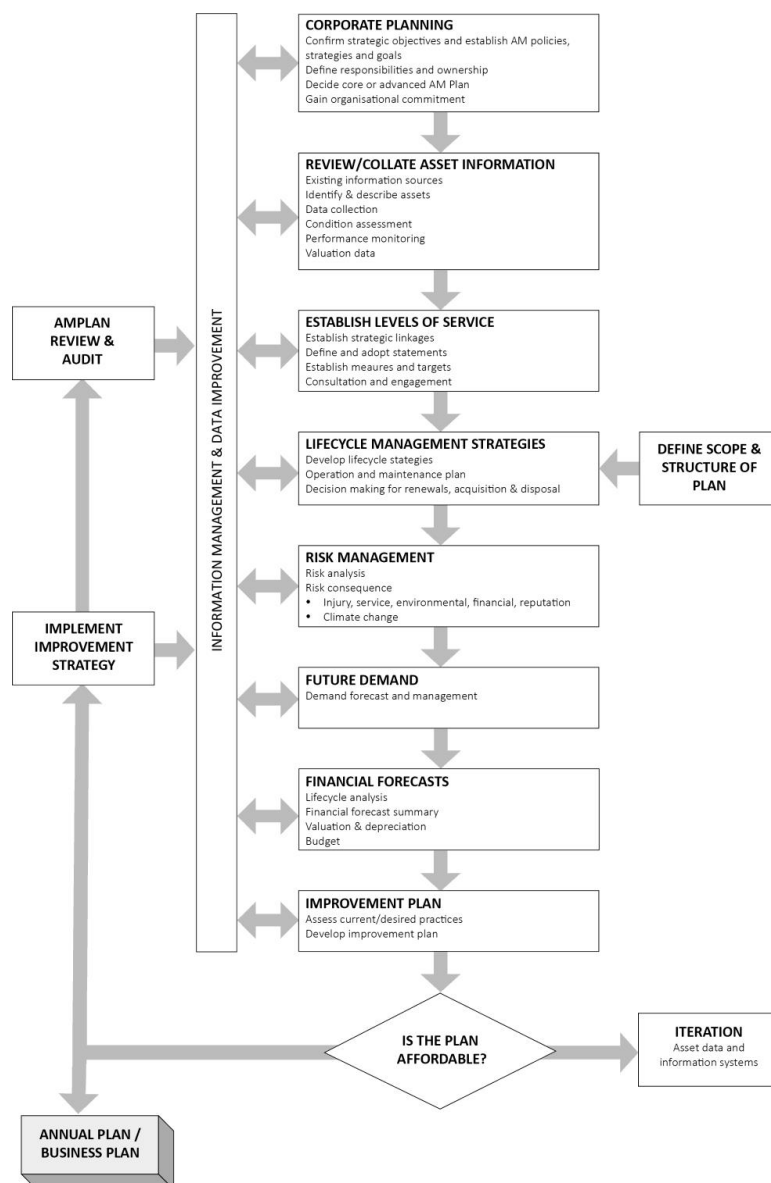 CORPORATE PLANNING
Confirm strategic objectives and establish AM policies,
strategies and goals
Define responsibilities and ownership
Decide core or advanced AM Plan
Gain organisational commitment
REVIEW/COLLATE ASSET INFORMATION
Existing information sources
Identify & describe assets
Data collection
Condition assessment
Performance monitoring
Valuation data
ESTABLISH LEVELS OF SERVICE
Establish strategic linkages
Define and adopt statements
Establish meaures and targets
Consultation and engagement
LIFECYCLE MANAGEMENT STRATEGIES
Develop lifecycle stategies
Operation and maintenance plan
Decision making for renewals, acquisition & disposal
RISK MANAGEMENT
Risk analysis
Risk consequence
• Injury, service, environmental, financial, reputation
• Climate change
FUTURE DEMAND
Demand forecast and management
FINANCIAL FORECASTS
Lifecycle analysis
Financial forecast summary
Valuation & depreciation
Budget
IMPROVEMENT PLAN
Assess current/desired practices
Develop improvement plan
IS THE PLAN
AFFORDABLE?
ITERATION
Asset data and
information systems
DEFINE SCOPE &
STRUCTURE OF
PLAN
INFORMATION MANAGEMENT & DATA IMPROVEMENT
AMPLAN
REVIEW &
AUDIT
IMPLEMENT
IMPROVEMENT
STRATEGY
ANNUAL PLAN /
BUSINESS PLAN